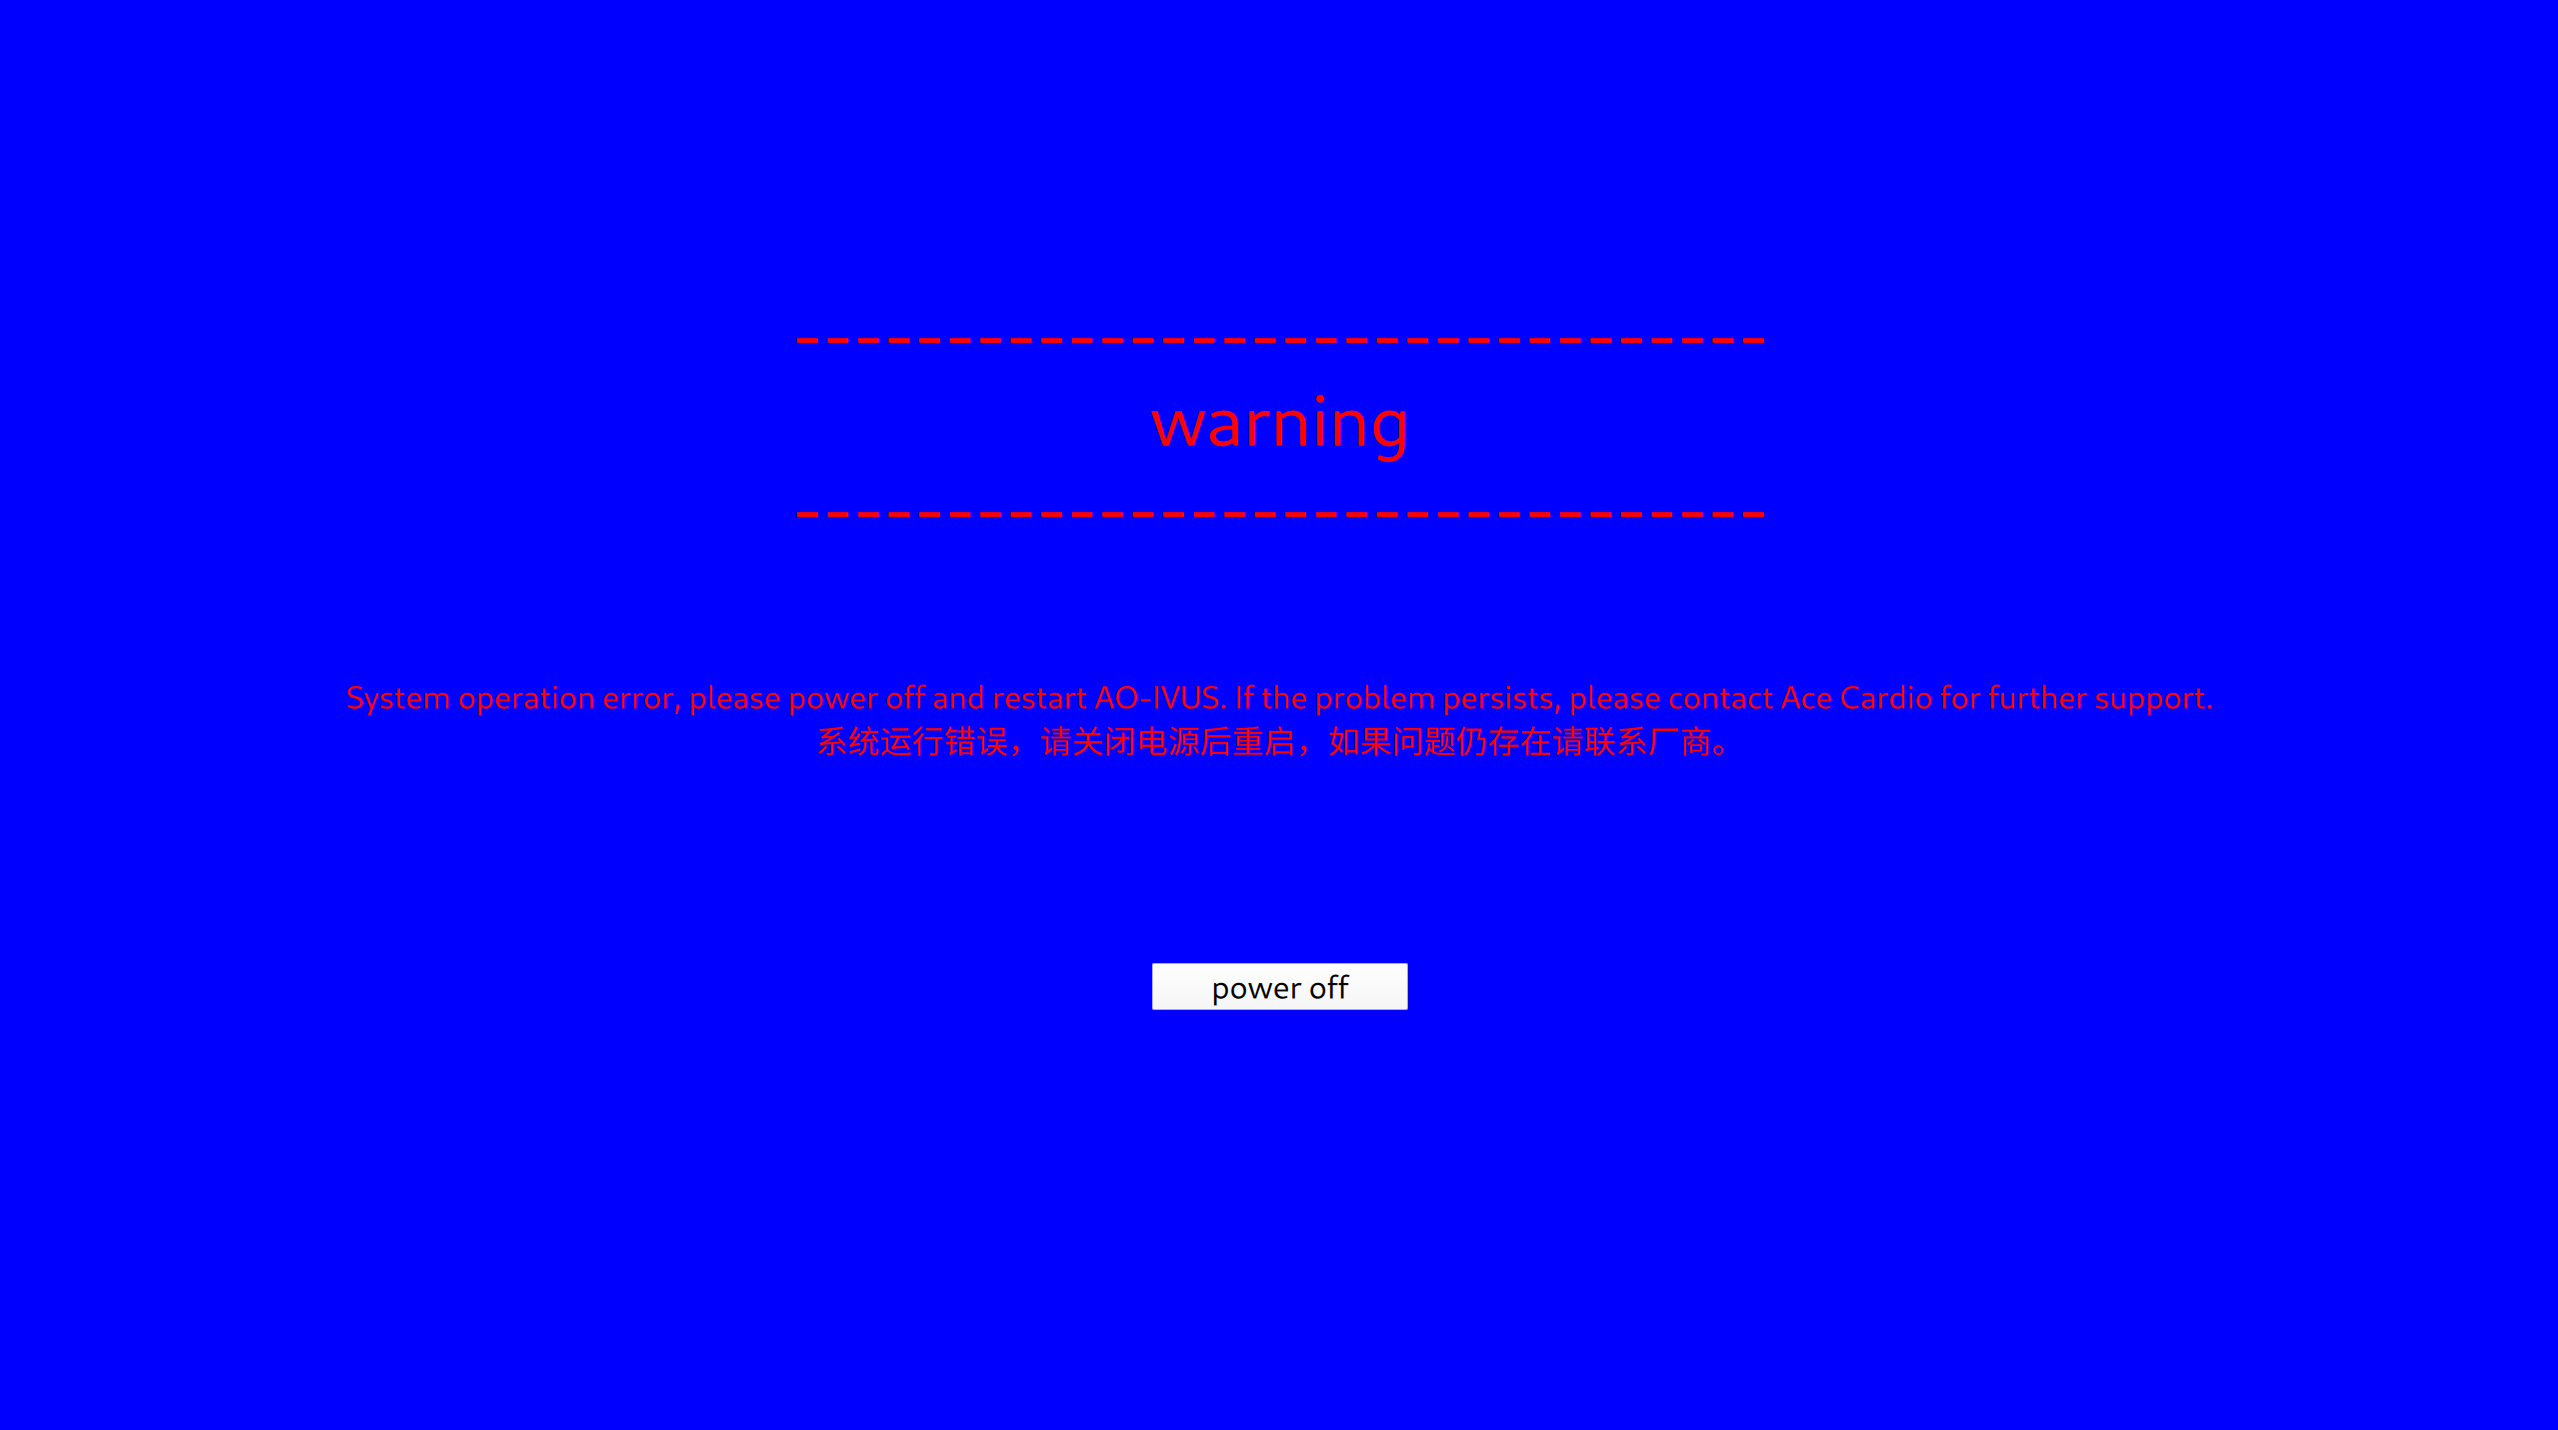 warning
System operation error, please power off and restart AO-IVUS. If the problem persists, please contact Ace Cardio for further support.
系统运行错误，请关闭电源后重启，如果问题仍存在请联系厂商。
power off